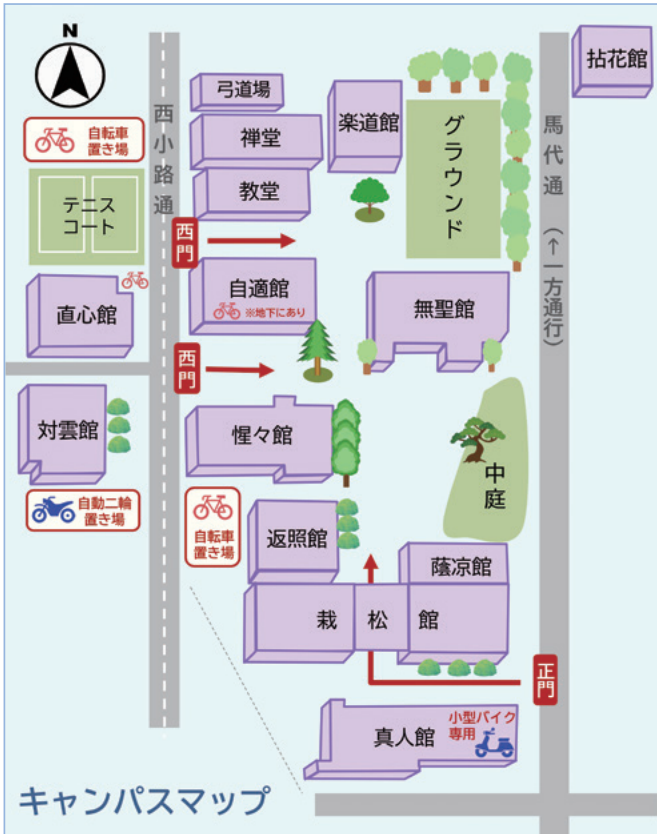 N
拈花館
弓道場
西小路通
禅堂
楽道館
グラウンド
馬代通 (↑一方通行)
自転車
置き場
教堂
テニス
コート
西門
自適館
※地下にあり
無聖館
直心館
西門
対雲館
惺々館
中庭
自動二輪
置き場
自転車
置き場
返照館
蔭凉館
栽松館
正門
真人館
小型バイク
専用
キャンパスマップ